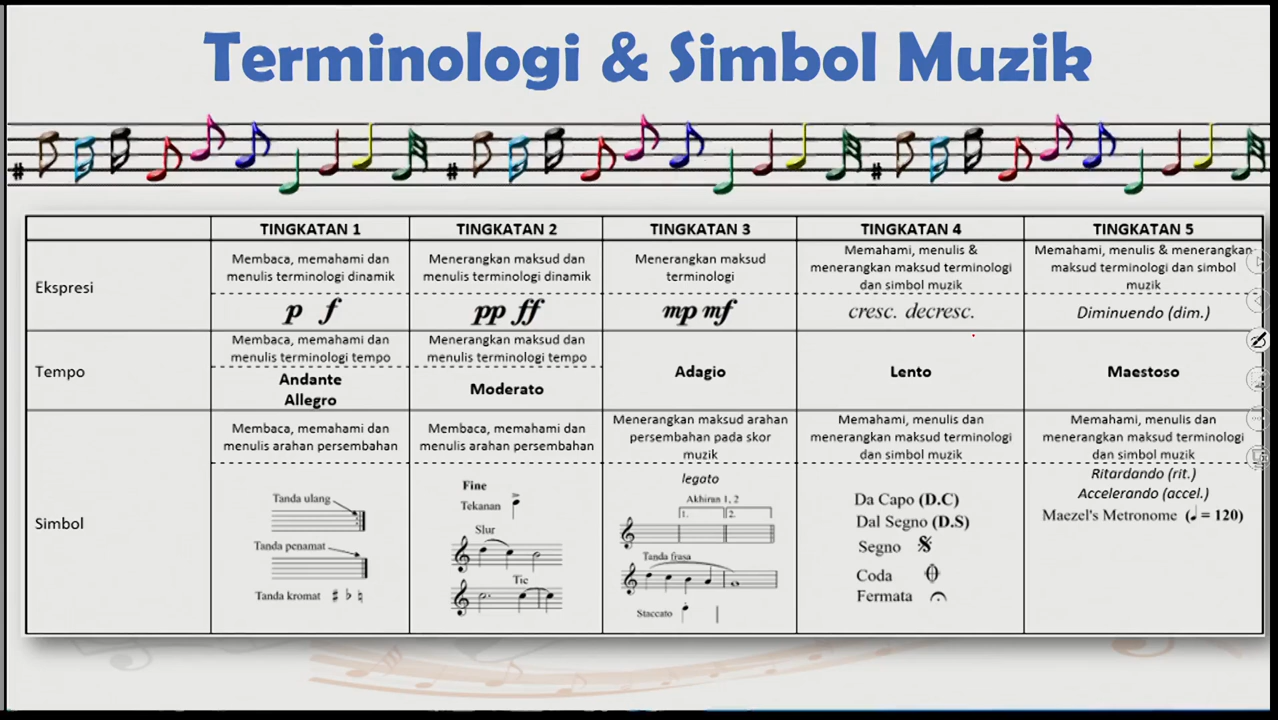 Terminologi & Simbol Muzik
TINGKATAN 1
TINGKATAN 2
TINGKATAN 3
TINGKATAN 4
TINGKATAN 5
Ekspresi
Membaca, memahami dan
menulis terminologi dinamik
p f
Menerangkan maksud dan
menulis terminologi dinamik
pp ff
Menerangkan maksud
terminologi
mp mf
Memahami, menulis &
menerangkan maksud terminologi
dan simbol muzik
cresc. decresc.
Memahami, menulis & menerangkan
maksud terminologi dan simbol
muzik
Diminuendo (dim.)
Tempo
Membaca, memahami dan
menulis terminologi tempo
Andante
Allegro
Menerangkan maksud dan
menulis terminologi tempo
Moderato
Adagio
Lento
Maestoso
Simbol
Membaca, memahami dan
menulis arahan persembahan
Tanda ulang
Tanda penamat
Tanda kromat ♯ ♭ ♮
Membaca, memahami dan
menulis arahan persembahan
Fine
Tekanan
Slur
Tie
Menerangkan maksud arahan
persembahan pada skor
muzik
legato
Akhiran 1, 2
1. 2.
Tanda frasa
Staccato
Memahami, menulis dan
menerangkan maksud terminologi
dan simbol muzik
Da Capo (D.C)
Dal Segno (D.S)
Segno
Coda
Fermata
Memahami, menulis dan
menerangkan maksud terminologi
dan simbol muzik
Ritardando (rit.)
Accelerando (accel.)
Maezel's Metronome (♩ = 120)